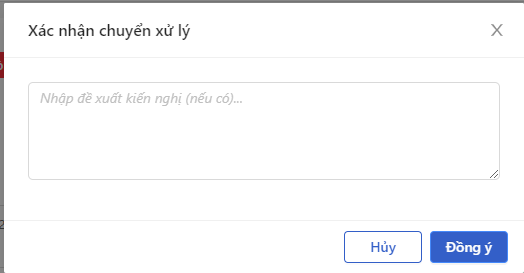 Xác nhận chuyển xử lý
Nhập đề xuất kiến nghị (nếu có)...
Hủy
Đồng ý